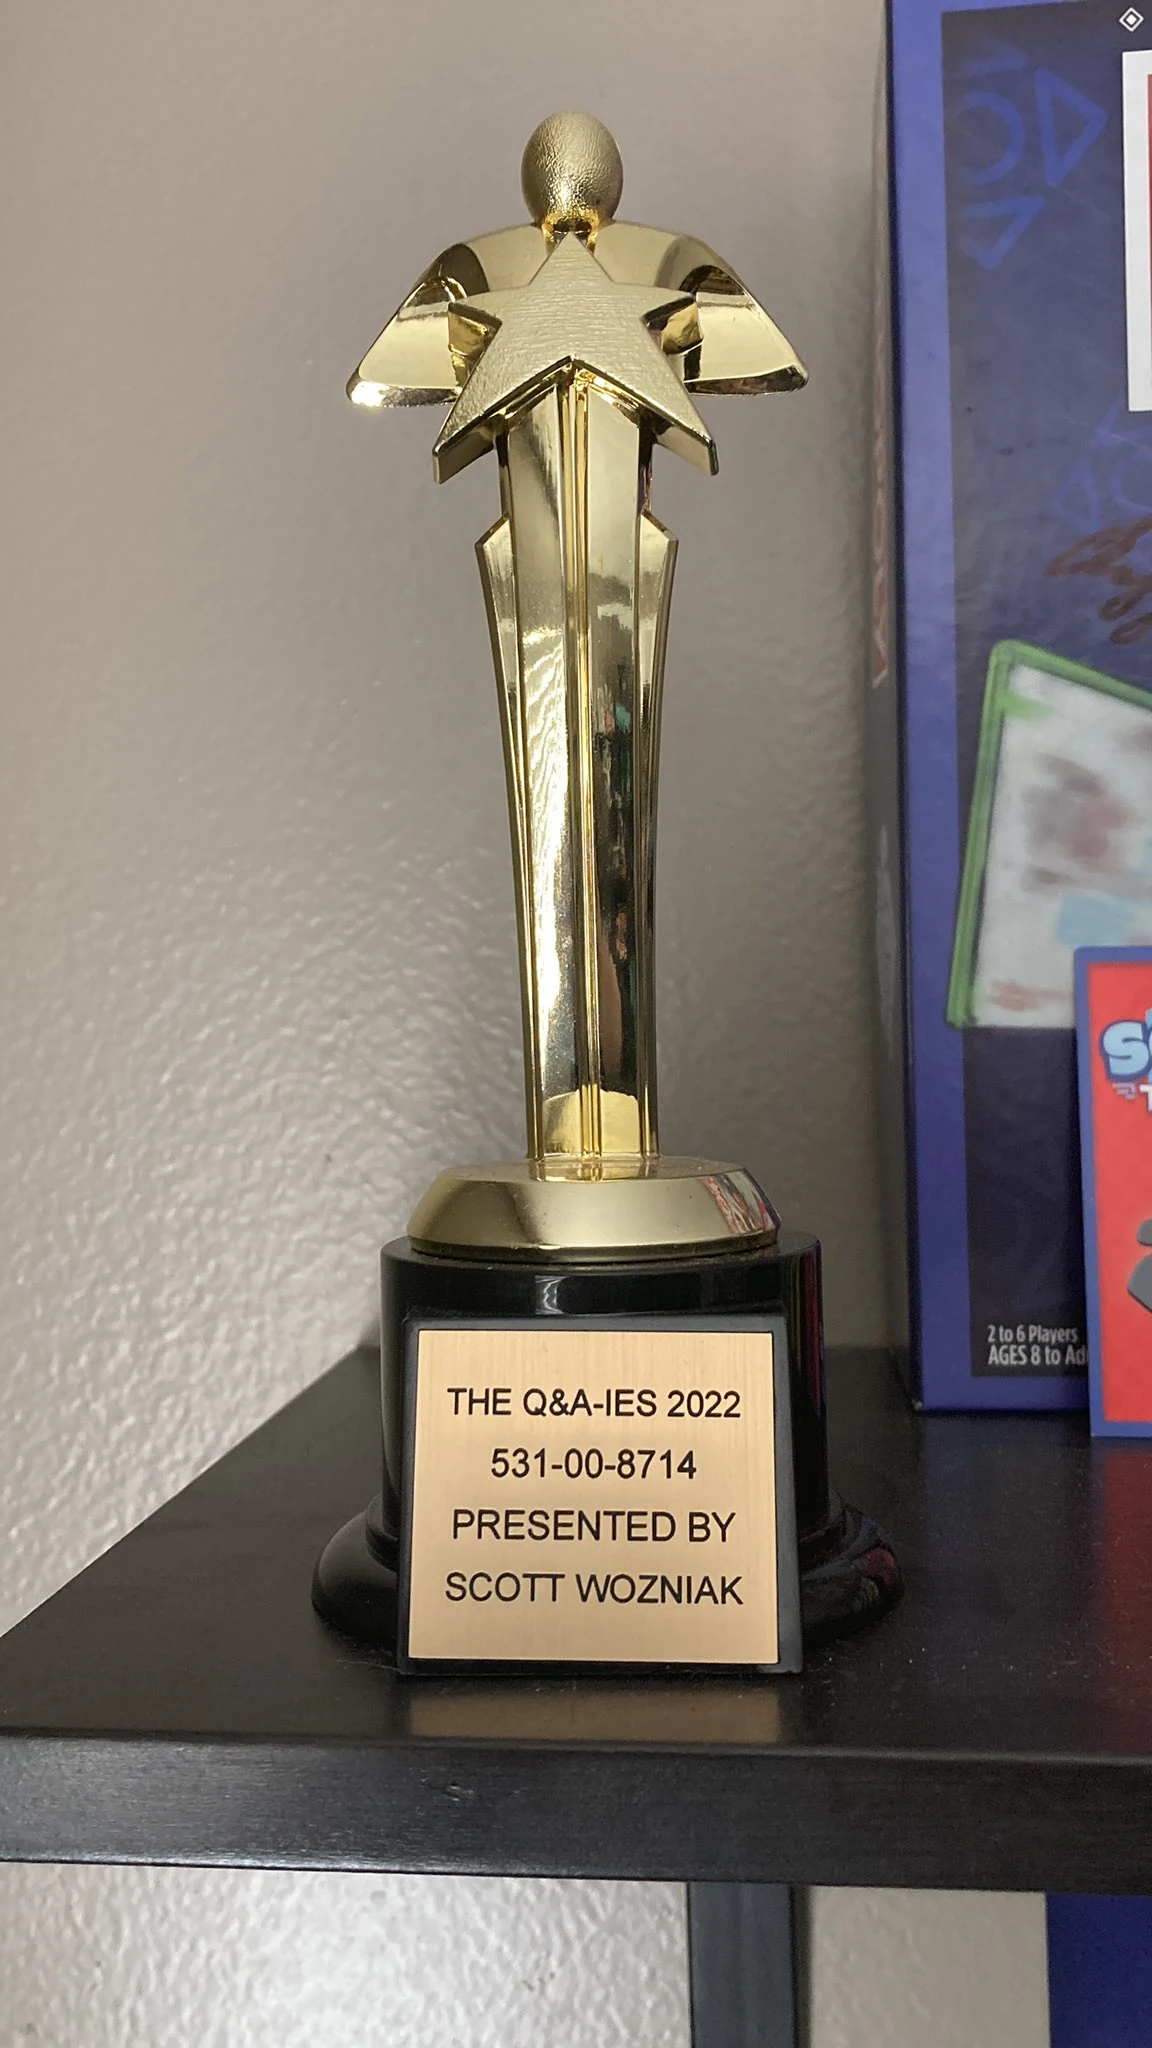 THE Q&A-IES 2022
531-00-8714
PRESENTED BY
SCOTT WOZNIAK
2 to 6 Players
AGES 8 to